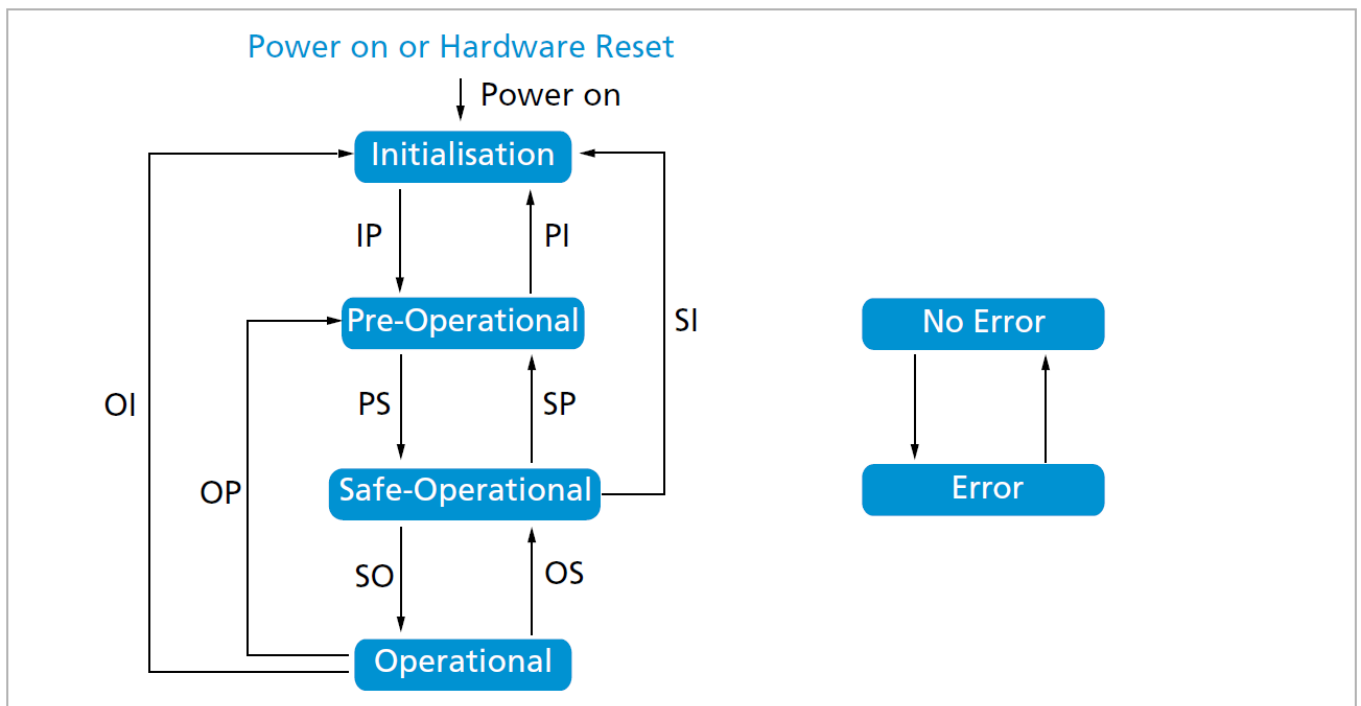 Power on or Hardware Reset
Power on
Initialisation
IP
PI
Pre-Operational
SI
No Error
OI
PS
SP
OP
Safe-Operational
Error
SO
OS
Operational